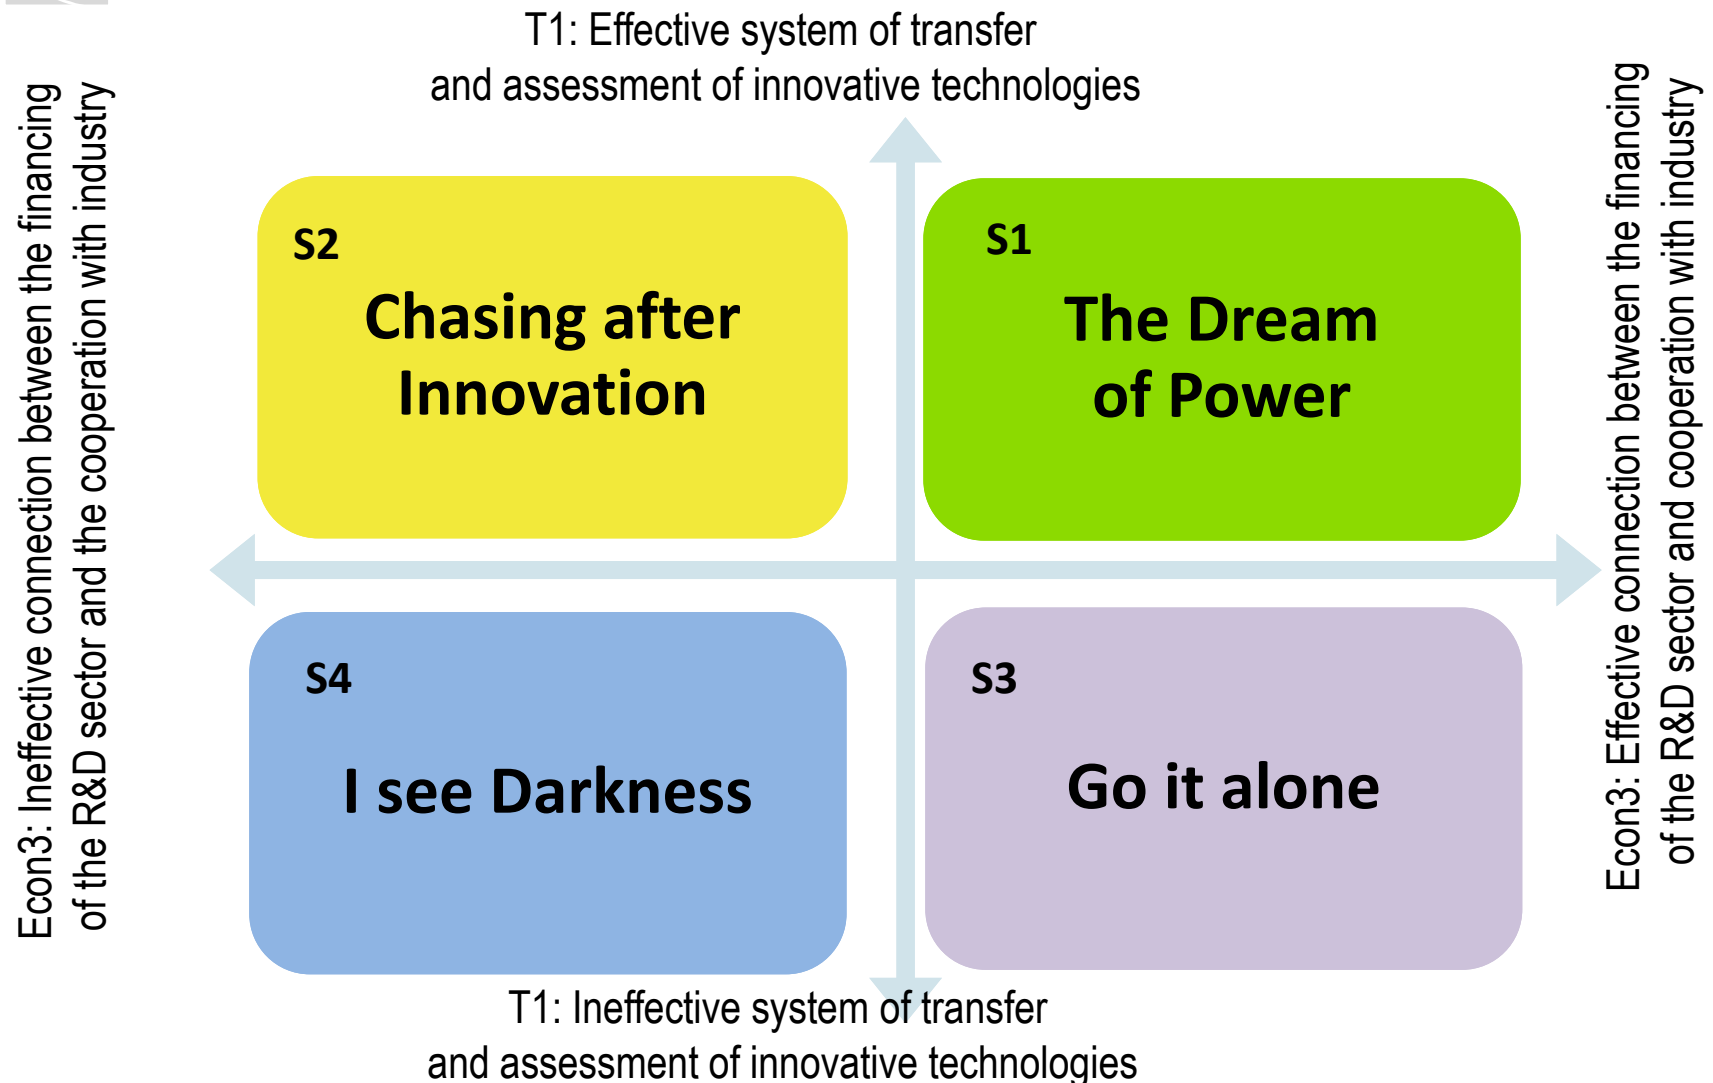 T1: Effective system of transfer
and assessment of innovative technologies
Econ3: Ineffective connection between the financing
of the R&D sector and the cooperation with industry
S2
Chasing after
Innovation
S1
The Dream
of Power
S4
I see Darkness
S3
Go it alone
Econ3: Effective connection between the financing
of the R&D sector and cooperation with industry
T1: Ineffective system of transfer
and assessment of innovative technologies